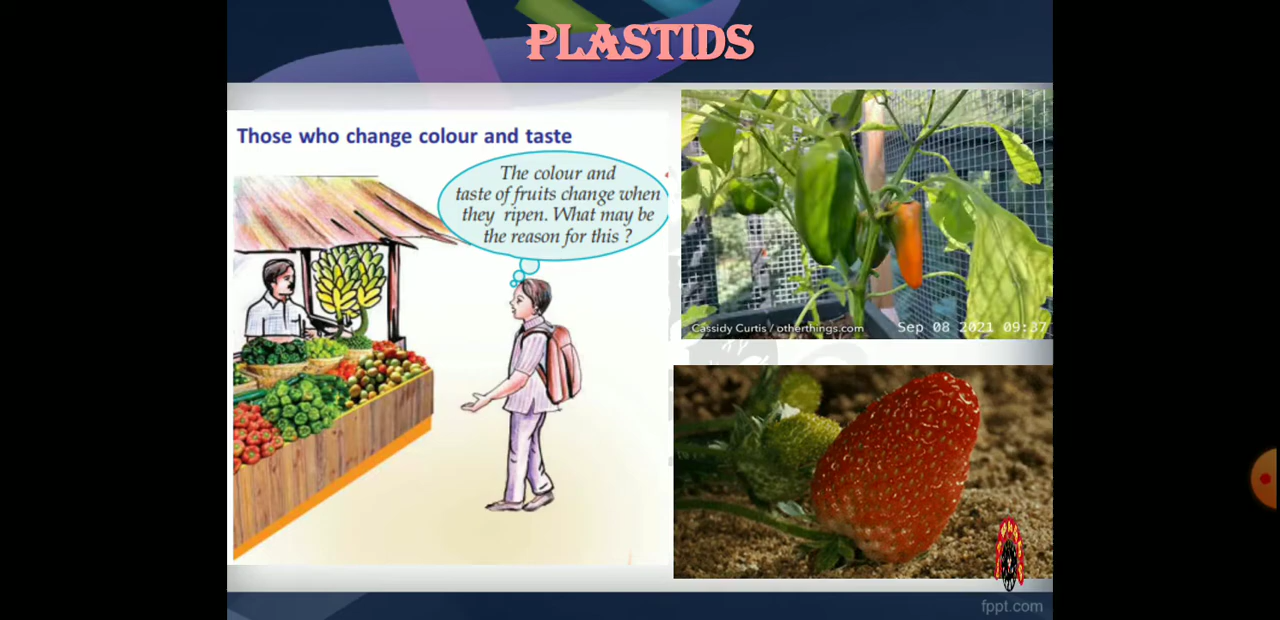 PLASTIDS
Those who change colour and taste
The colour and
taste of fruits change when
they ripen. What may be
the reason for this ?
Cassidy Curtis / otherthings.com
Sep 08 2021 09:37
fppt.com